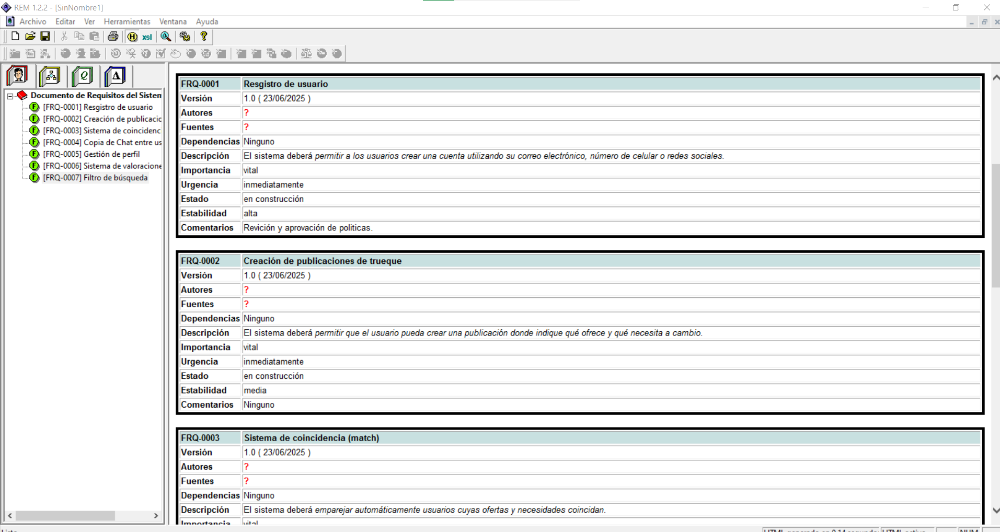 REM 1.2.2 - [SinNombre1]
Archivo Editar Ver Herramientas Ventana Ayuda
H xsl ?
Q Δ
Documento de Requisitos del Sistem
[FRQ-0001] Resgistro de usuario
[FRQ-0002] Creación de publicacic
[FRQ-0003] Sistema de coincidenc
[FRQ-0004] Copia de Chat entre us
[FRQ-0005] Gestión de perfil
[FRQ-0006] Sistema de valoracione
[FRQ-0007] Filtro de búsqueda
FRQ-0001 Resgistro de usuario
Versión 1.0 ( 23/06/2025 )
Autores ?
Fuentes ?
Dependencias Ninguno
Descripción El sistema deberá permitir a los usuarios crear una cuenta utilizando su correo electrónico, número de celular o redes sociales.
Importancia vital
Urgencia inmediatamente
Estado en construcción
Estabilidad alta
Comentarios Revición y aprovación de politicas.
FRQ-0002 Creación de publicaciones de trueque
Versión 1.0 ( 23/06/2025 )
Autores ?
Fuentes ?
Dependencias Ninguno
Descripción El sistema deberá permitir que el usuario pueda crear una publicación donde indique qué ofrece y qué necesita a cambio.
Importancia vital
Urgencia inmediatamente
Estado en construcción
Estabilidad media
Comentarios Ninguno
FRQ-0003 Sistema de coincidencia (match)
Versión 1.0 ( 23/06/2025 )
Autores ?
Fuentes ?
Dependencias Ninguno
Descripción El sistema deberá emparejar automáticamente usuarios cuyas ofertas y necesidades coincidan.
Importancia vital